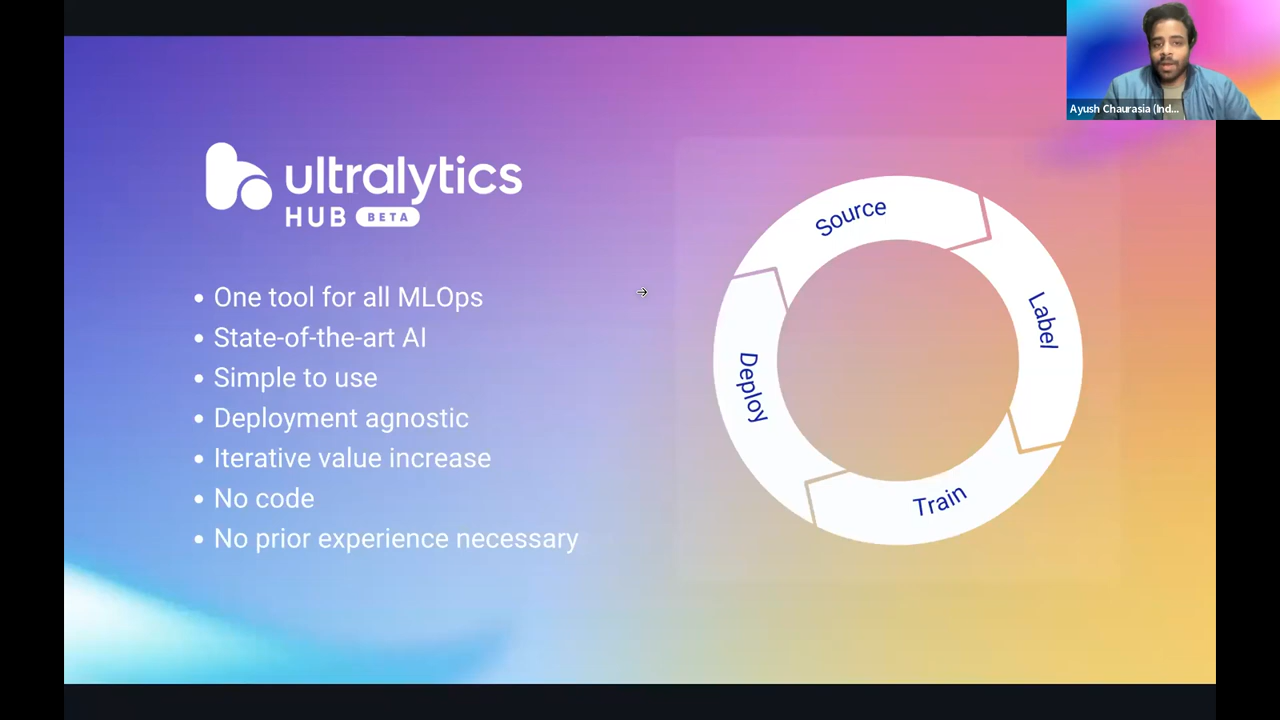 Ayush Chaurasia (Ind...
ultralytics
HUB BETA
One tool for all MLOps
State-of-the-art AI
Simple to use
Deployment agnostic
Iterative value increase
No code
No prior experience necessary
Source
Label
Train
Deploy